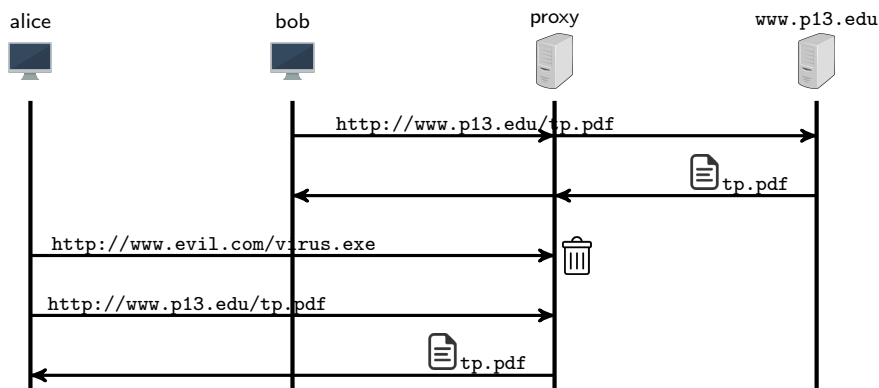 alice
bob
proxy
www.p13.edu
http://www.p13.edu/tp.pdf
tp.pdf
http://www.evil.com/virus.exe
http://www.p13.edu/tp.pdf
tp.pdf